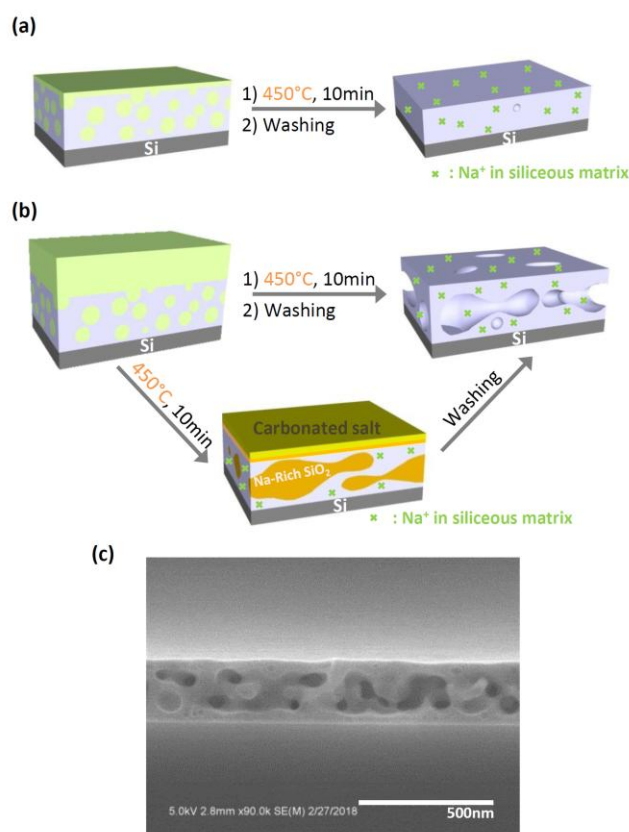 (a)
1) 450°C, 10min
2) Washing
Si
× : Na⁺ in siliceous matrix
(b)
1) 450°C, 10min
2) Washing
Si
Si
450°C, 10min
Washing
Carbonated salt
Na-Rich SiO₂
Si
× : Na⁺ in siliceous matrix
(c)
5.0kV 2.8mm x90.0k SE(M) 2/27/2018
500nm